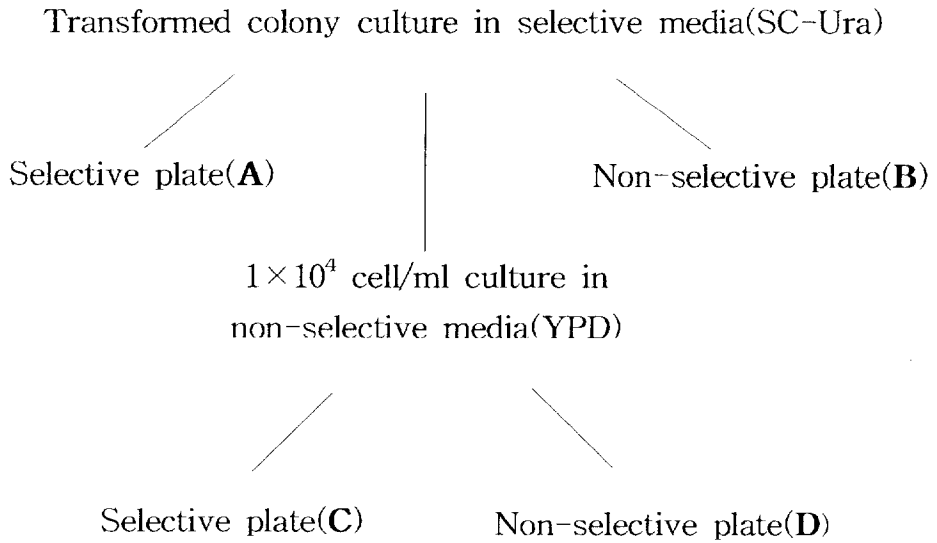 Transformed colony culture in selective media(SC-Ura)
Selective plate(A)
Non-selective plate(B)
1×10⁴ cell/ml culture in
non-selective media(YPD)
Selective plate(C)
Non-selective plate(D)